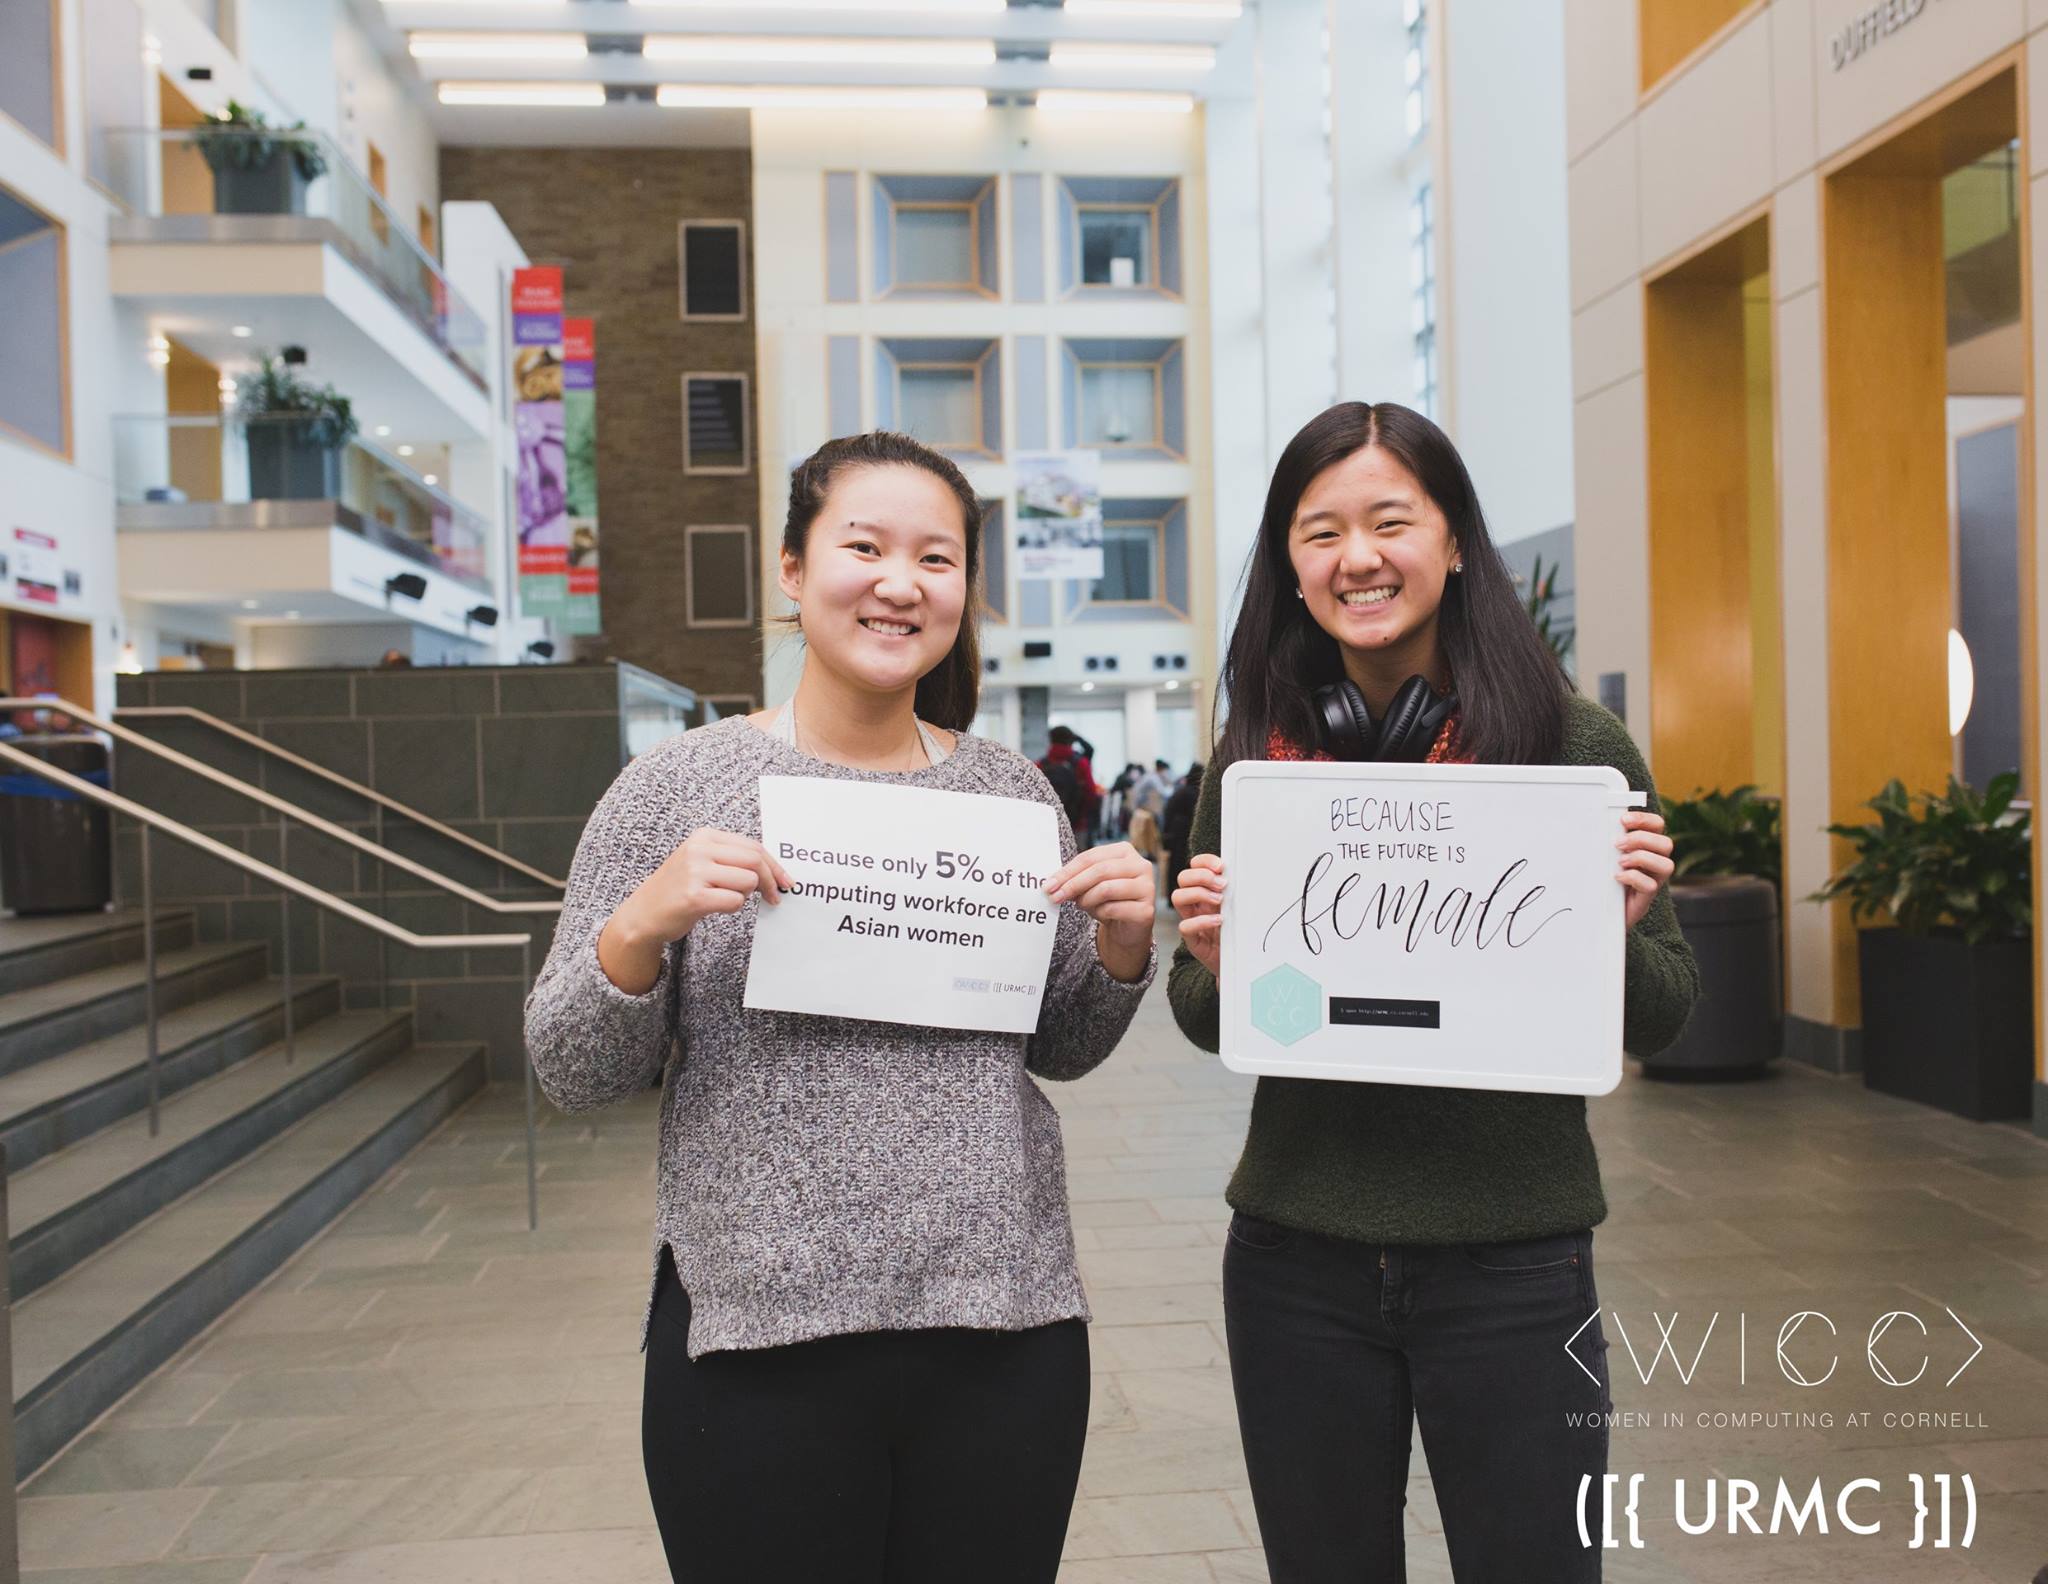 DUFFIELD
Because only 5% of the
computing workforce are
Asian women
<WICC> ([{ URMC }])
BECAUSE
THE FUTURE IS
female
WICC
$ open http://urmc.cs.cornell.edu
<WICC>
WOMEN IN COMPUTING AT CORNELL
([{ URMC }])